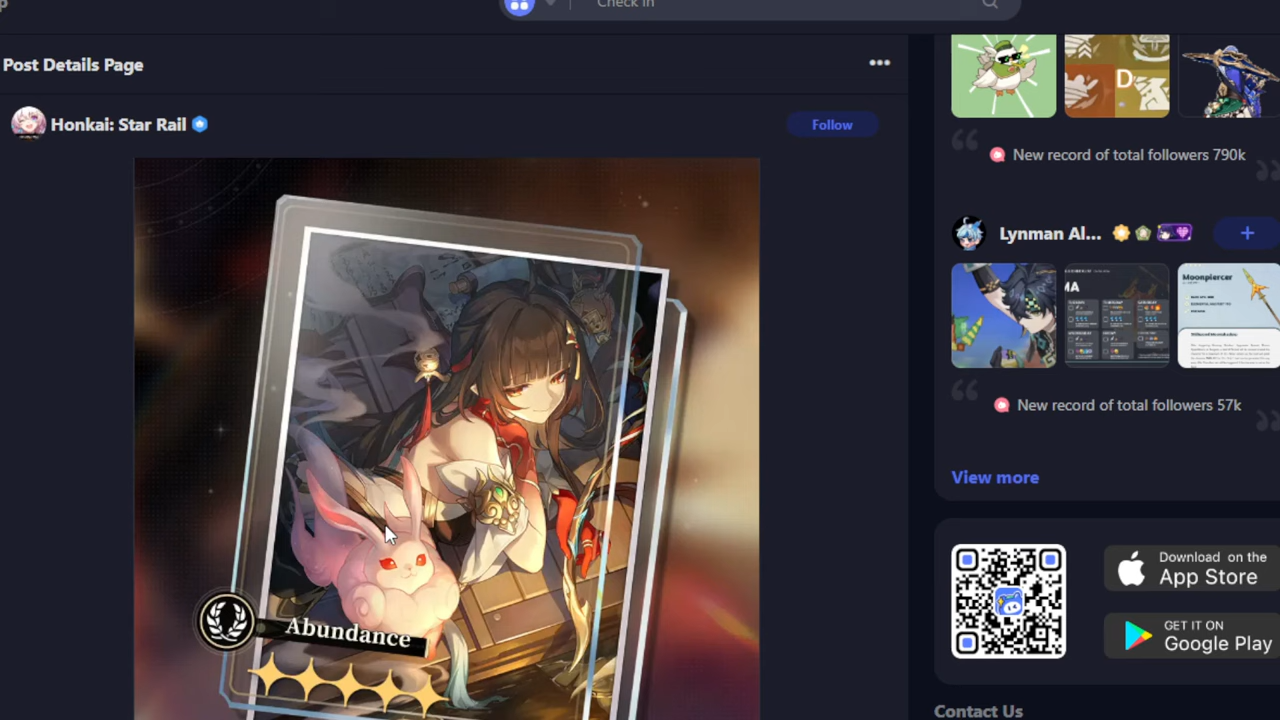 p
Check in
Post Details Page
Honkai: Star Rail
Follow
Abundance
D
New record of total followers 790k
Lynman Al...
+
MA
Moonpiercer
New record of total followers 57k
View more
Download on the
App Store
GET IT ON
Google Play
Contact Us